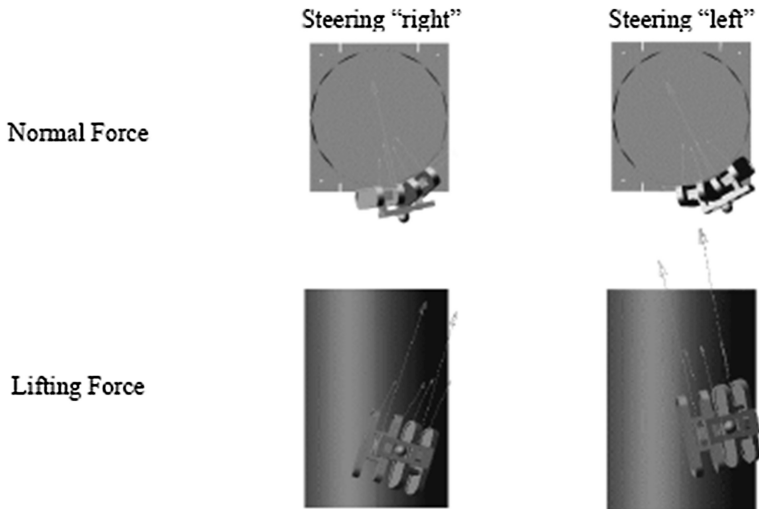 Steering “right”
Steering “left”
Normal Force
Lifting Force